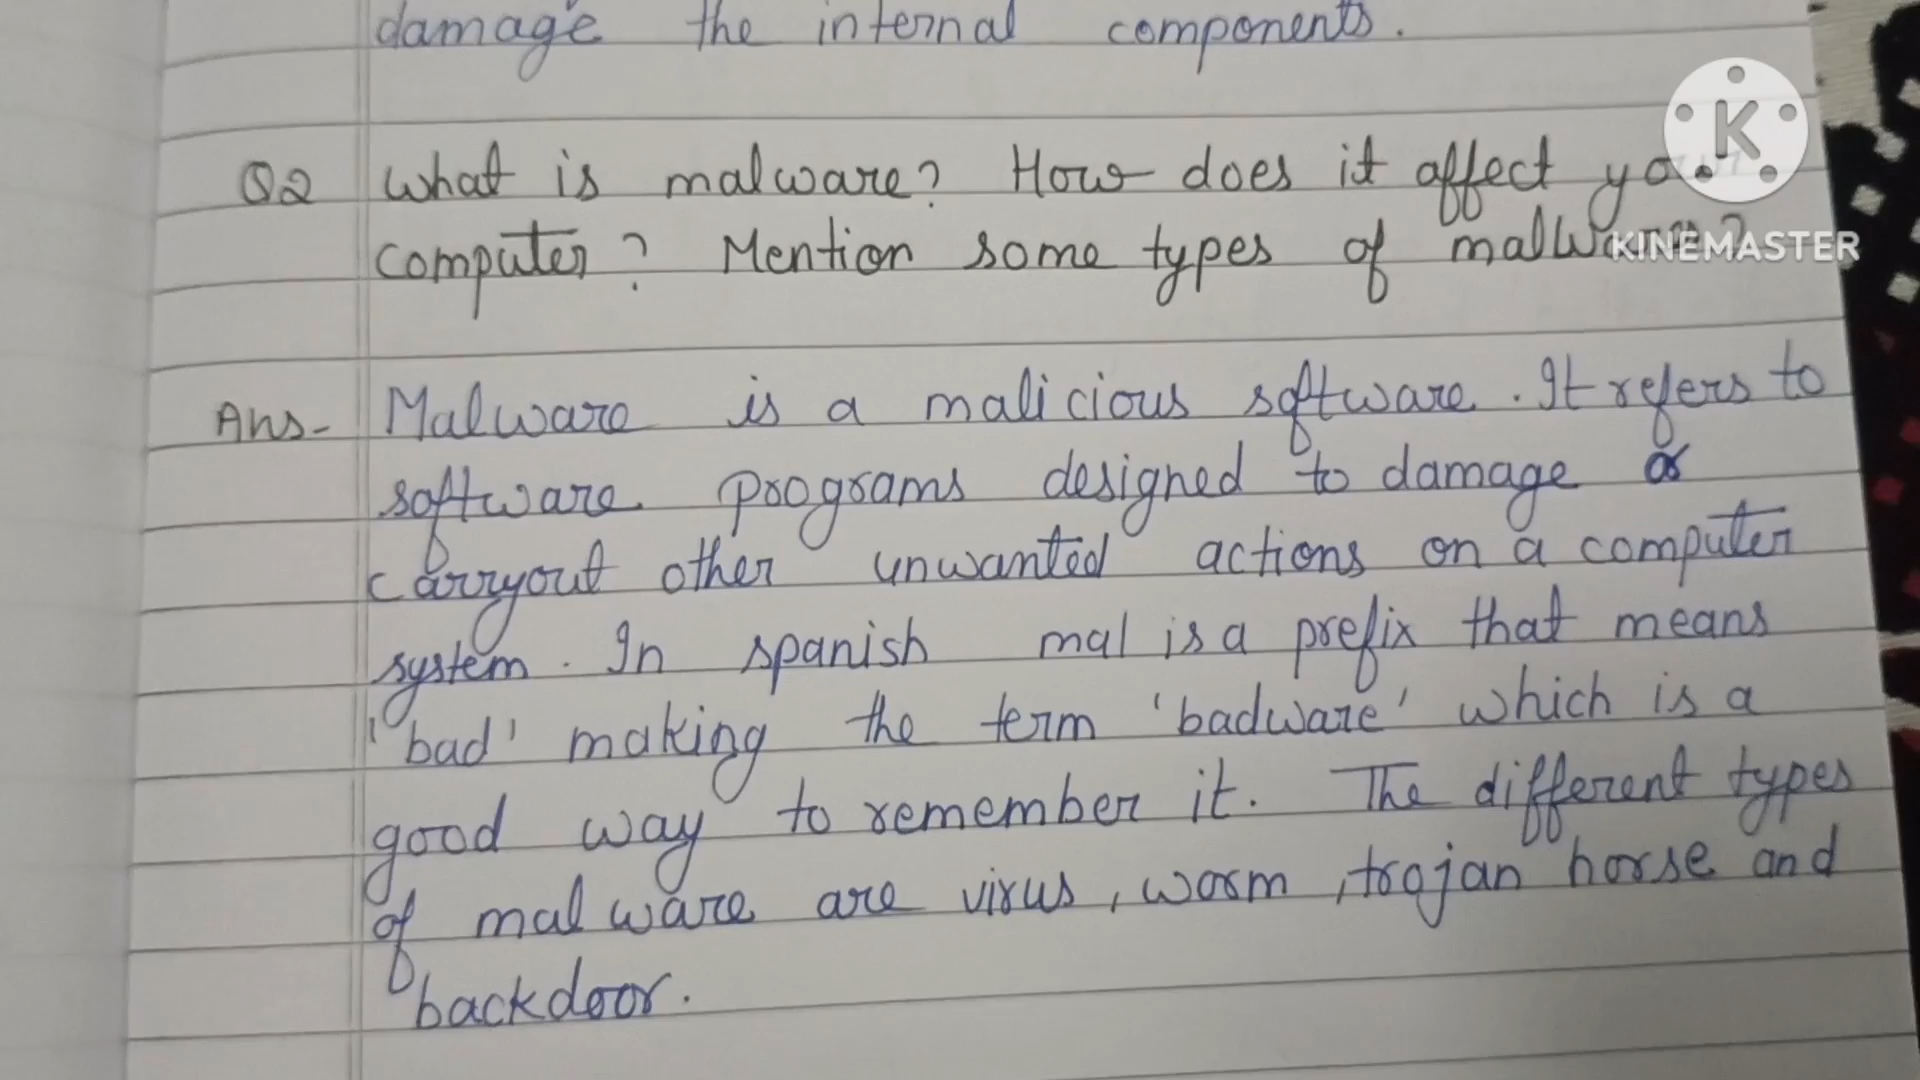 damage the internal components.
Q2 What is malware? How does it affect your
computer? Mention some types of malware?
K
KINEMASTER
Ans- Malware is a malicious software. It refers to
software programs designed to damage or
carryout other unwanted actions on a computer
system. In spanish mal is a prefix that means
'bad' making the term 'badware' which is a
good way to remember it. The different types
of malware are virus, worm, trojan horse and
backdoor.